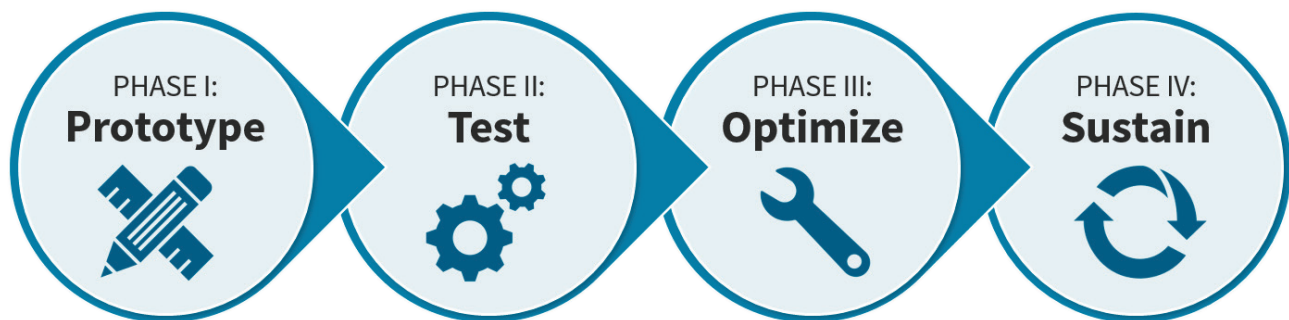 PHASE I:
Prototype
PHASE II:
Test
PHASE III:
Optimize
PHASE IV:
Sustain